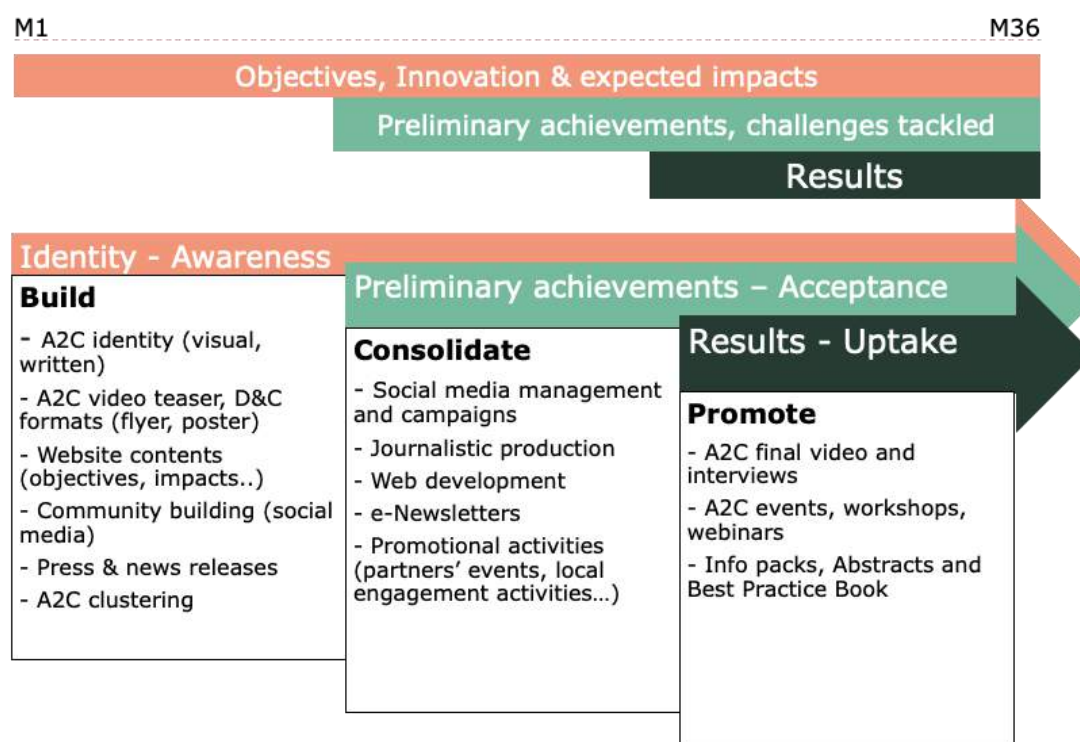 M1
M36
Objectives, Innovation & expected impacts
Preliminary achievements, challenges tackled
Results
Identity - Awareness
Build
- A2C identity (visual,
written)
- A2C video teaser, D&C
formats (flyer, poster)
- Website contents
(objectives, impacts..)
- Community building (social
media)
- Press & news releases
- A2C clustering
Preliminary achievements – Acceptance
Consolidate
- Social media management
and campaigns
- Journalistic production
- Web development
- e-Newsletters
- Promotional activities
(partners’ events, local
engagement activities…)
Results - Uptake
Promote
- A2C final video and
interviews
- A2C events, workshops,
webinars
- Info packs, Abstracts and
Best Practice Book